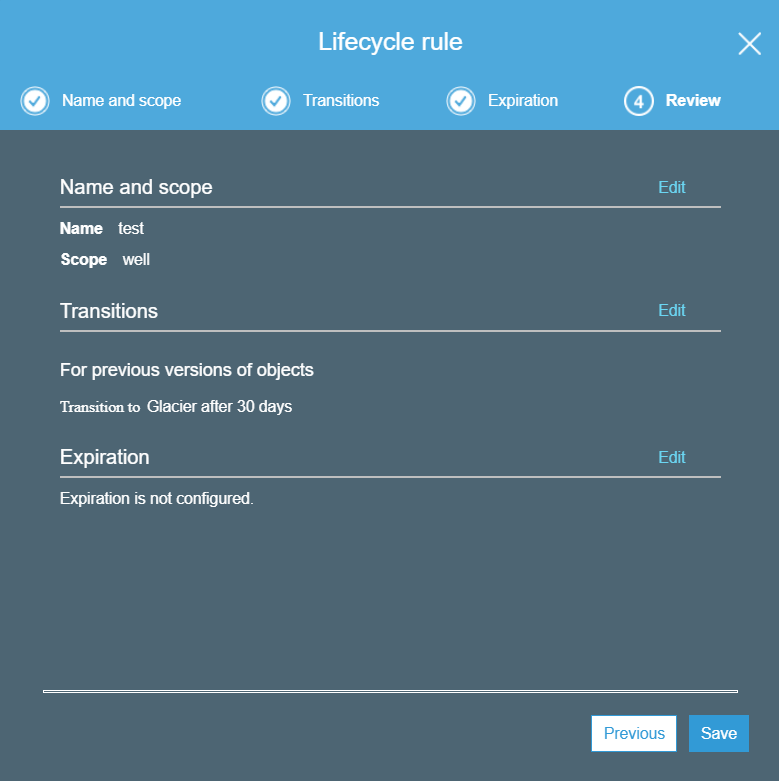 Lifecycle rule
Name and scope Transitions Expiration 4 Review
Name and scope Edit
Name test
Scope well
Transitions Edit
For previous versions of objects
Transition to Glacier after 30 days
Expiration Edit
Expiration is not configured.
Previous Save